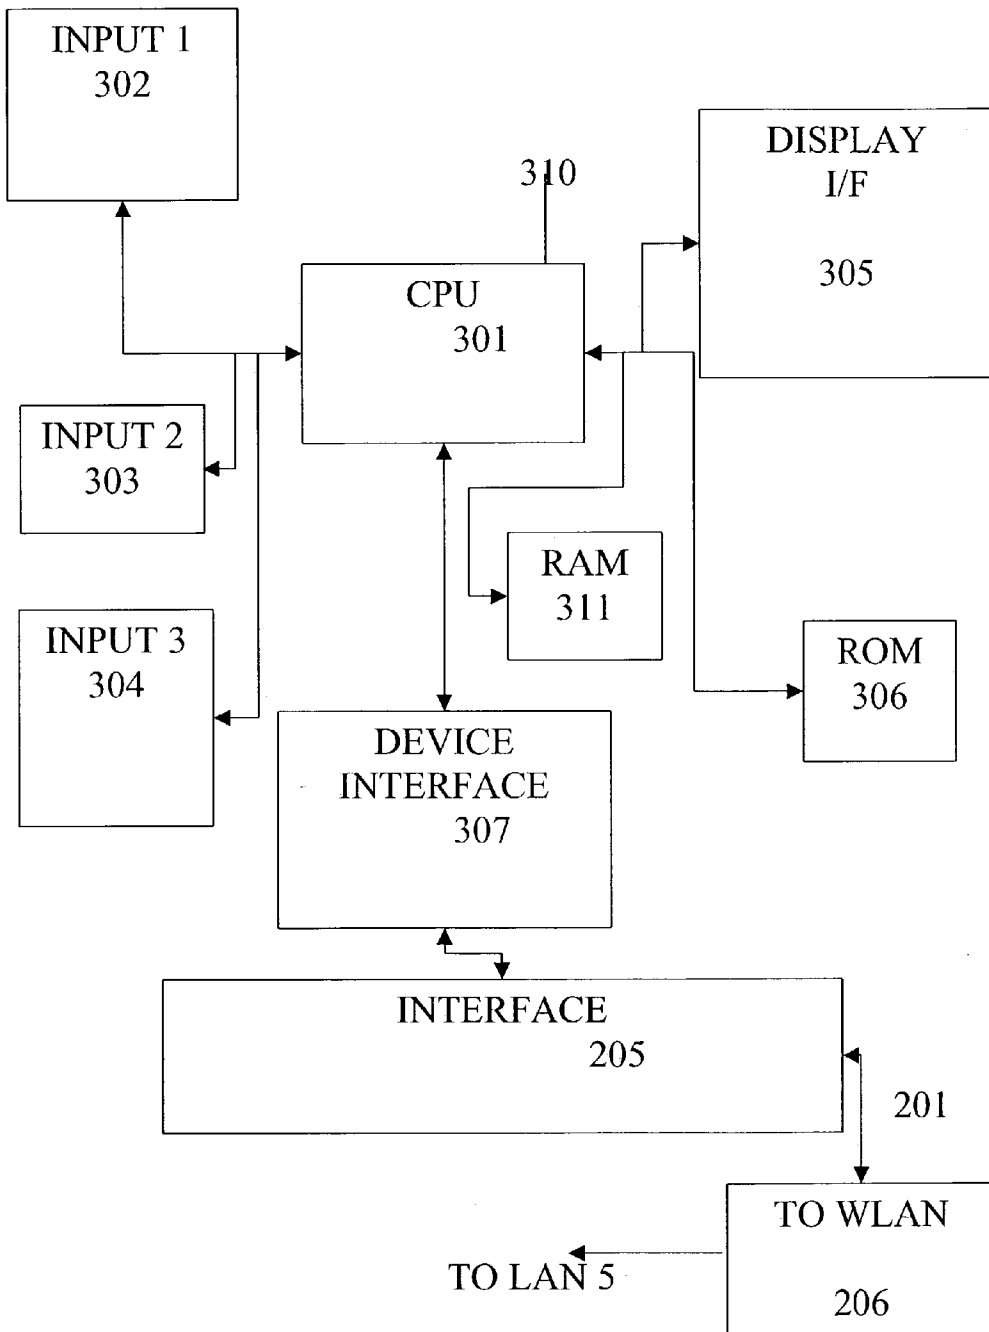 INPUT 1
302
DISPLAY
I/F
305
310
CPU
301
INPUT 2
303
RAM
311
INPUT 3
304
ROM
306
DEVICE
INTERFACE
307
INTERFACE
205
201
TO WLAN
206
TO LAN 5